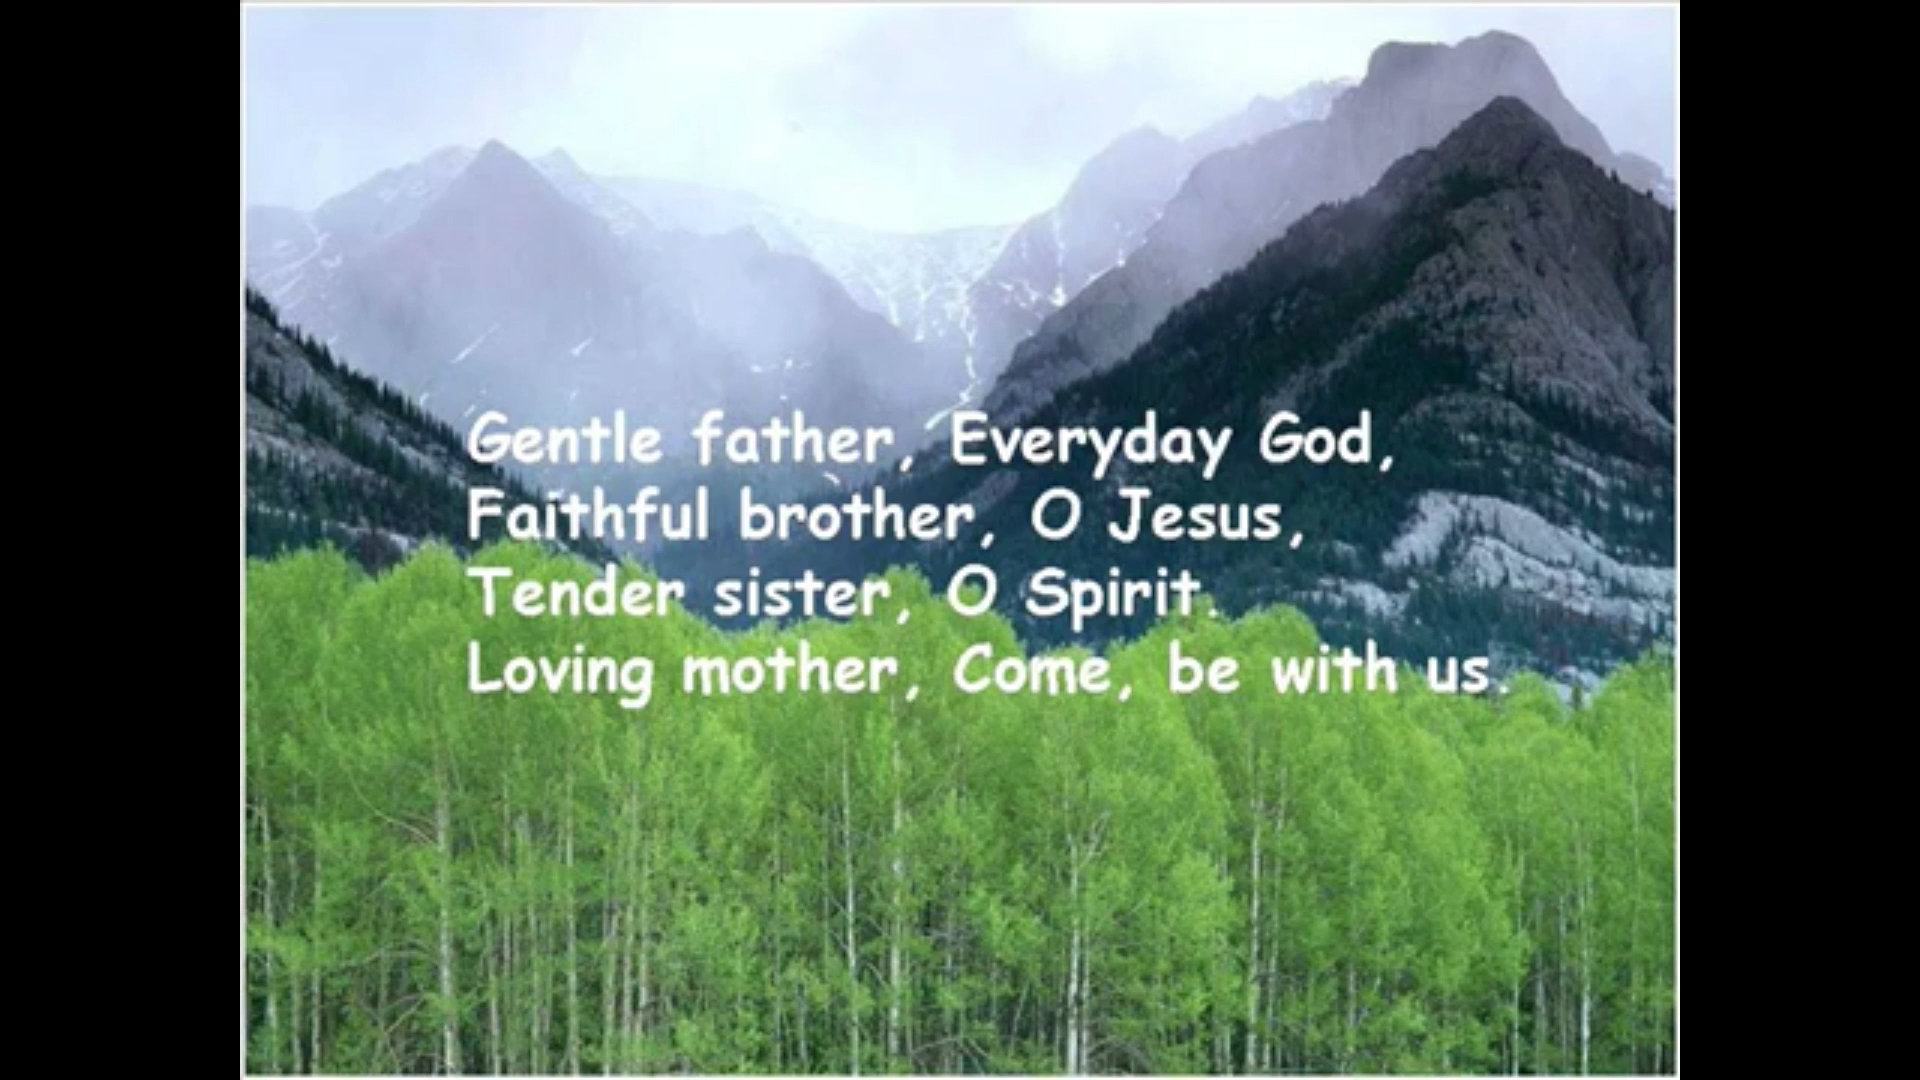 Gentle father, Everyday God,
Faithful brother, O Jesus,
Tender sister, O Spirit.
Loving mother, Come, be with us.